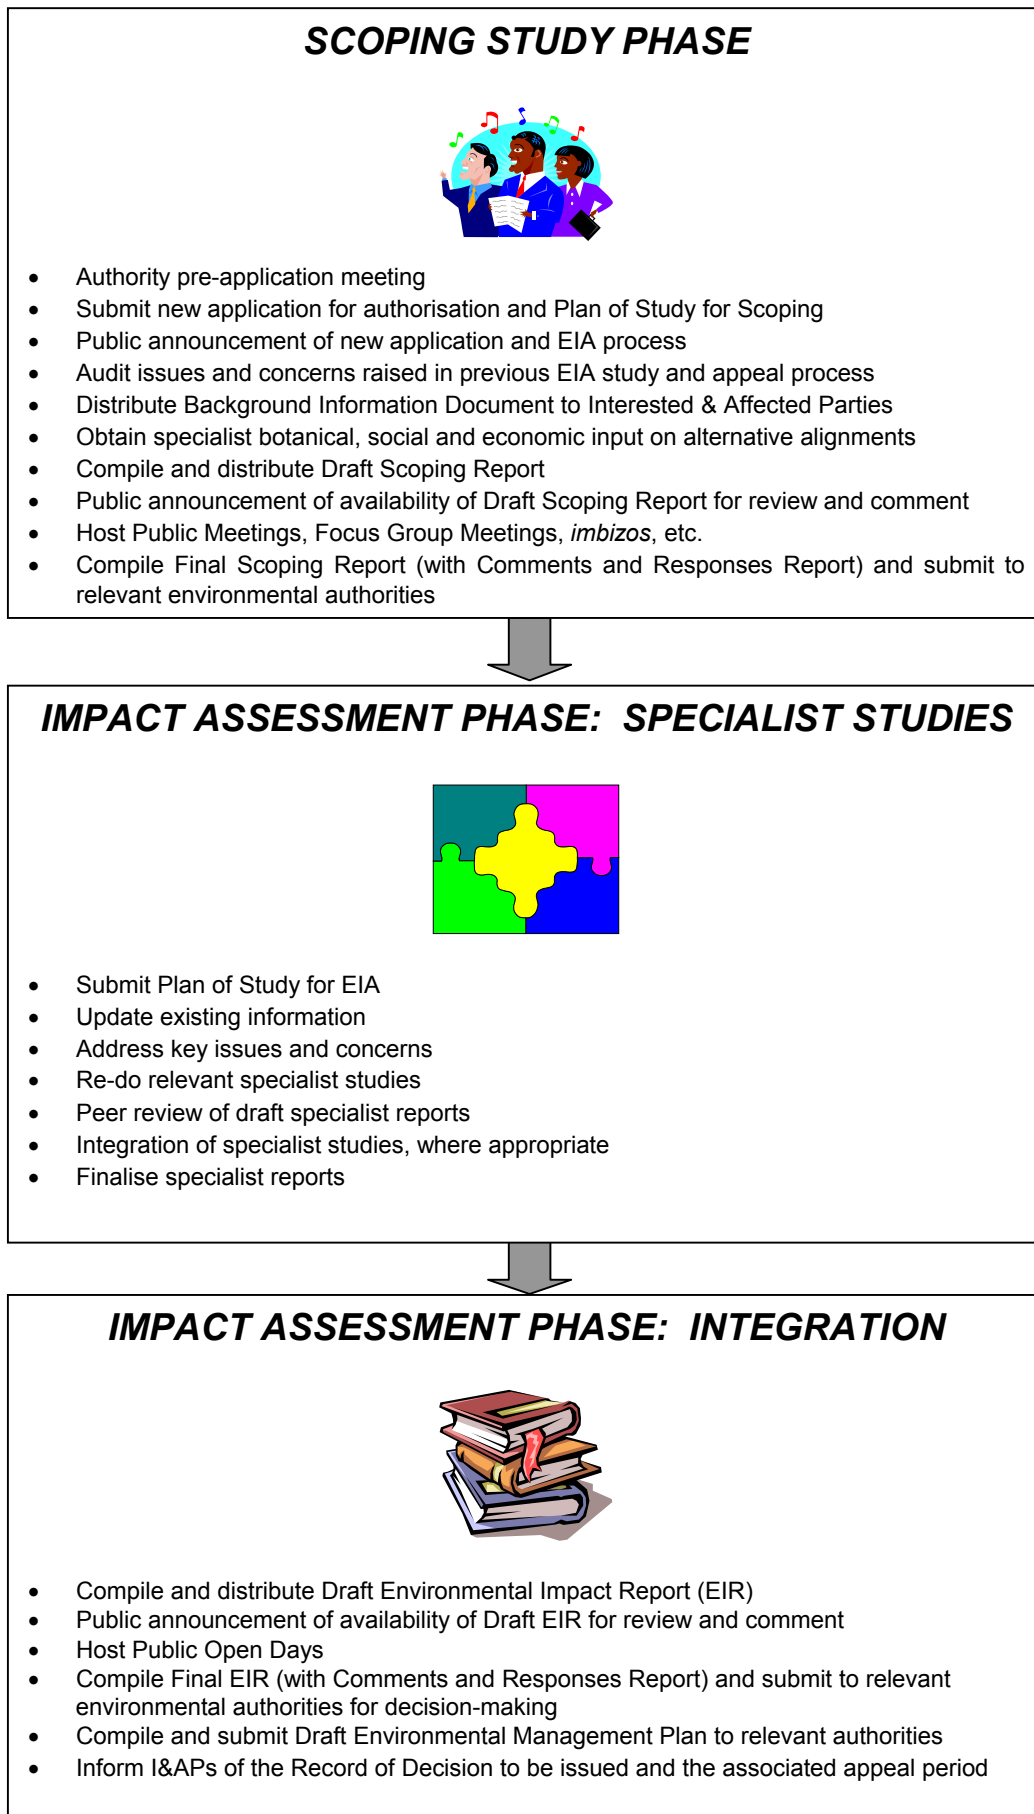 SCOPING STUDY PHASE
• Authority pre-application meeting
• Submit new application for authorisation and Plan of Study for Scoping
• Public announcement of new application and EIA process
• Audit issues and concerns raised in previous EIA study and appeal process
• Distribute Background Information Document to Interested & Affected Parties
• Obtain specialist botanical, social and economic input on alternative alignments
• Compile and distribute Draft Scoping Report
• Public announcement of availability of Draft Scoping Report for review and comment
• Host Public Meetings, Focus Group Meetings, imbizos, etc.
• Compile Final Scoping Report (with Comments and Responses Report) and submit to
relevant environmental authorities
IMPACT ASSESSMENT PHASE: SPECIALIST STUDIES
• Submit Plan of Study for EIA
• Update existing information
• Address key issues and concerns
• Re-do relevant specialist studies
• Peer review of draft specialist reports
• Integration of specialist studies, where appropriate
• Finalise specialist reports
IMPACT ASSESSMENT PHASE: INTEGRATION
• Compile and distribute Draft Environmental Impact Report (EIR)
• Public announcement of availability of Draft EIR for review and comment
• Host Public Open Days
• Compile Final EIR (with Comments and Responses Report) and submit to relevant
environmental authorities for decision-making
• Compile and submit Draft Environmental Management Plan to relevant authorities
• Inform I&APs of the Record of Decision to be issued and the associated appeal period